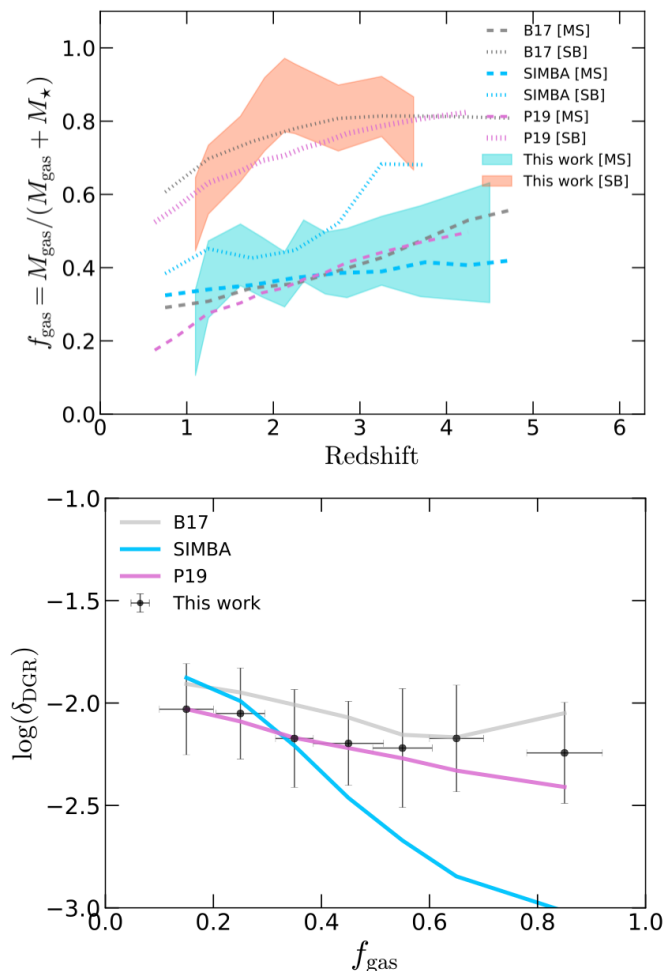 B17 [MS]
B17 [SB]
SIMBA [MS]
SIMBA [SB]
P19 [MS]
P19 [SB]
This work [MS]
This work [SB]
1.0
0.8
0.6
0.4
0.2
0.0
f_gas = M_gas/(M_gas + M_★)
1 2 3 4 5 6
Redshift
B17
SIMBA
P19
This work
−1.0
−1.5
−2.0
−2.5
−3.0
log(δ_DGR)
0.0 0.2 0.4 0.6 0.8 1.0
f_gas